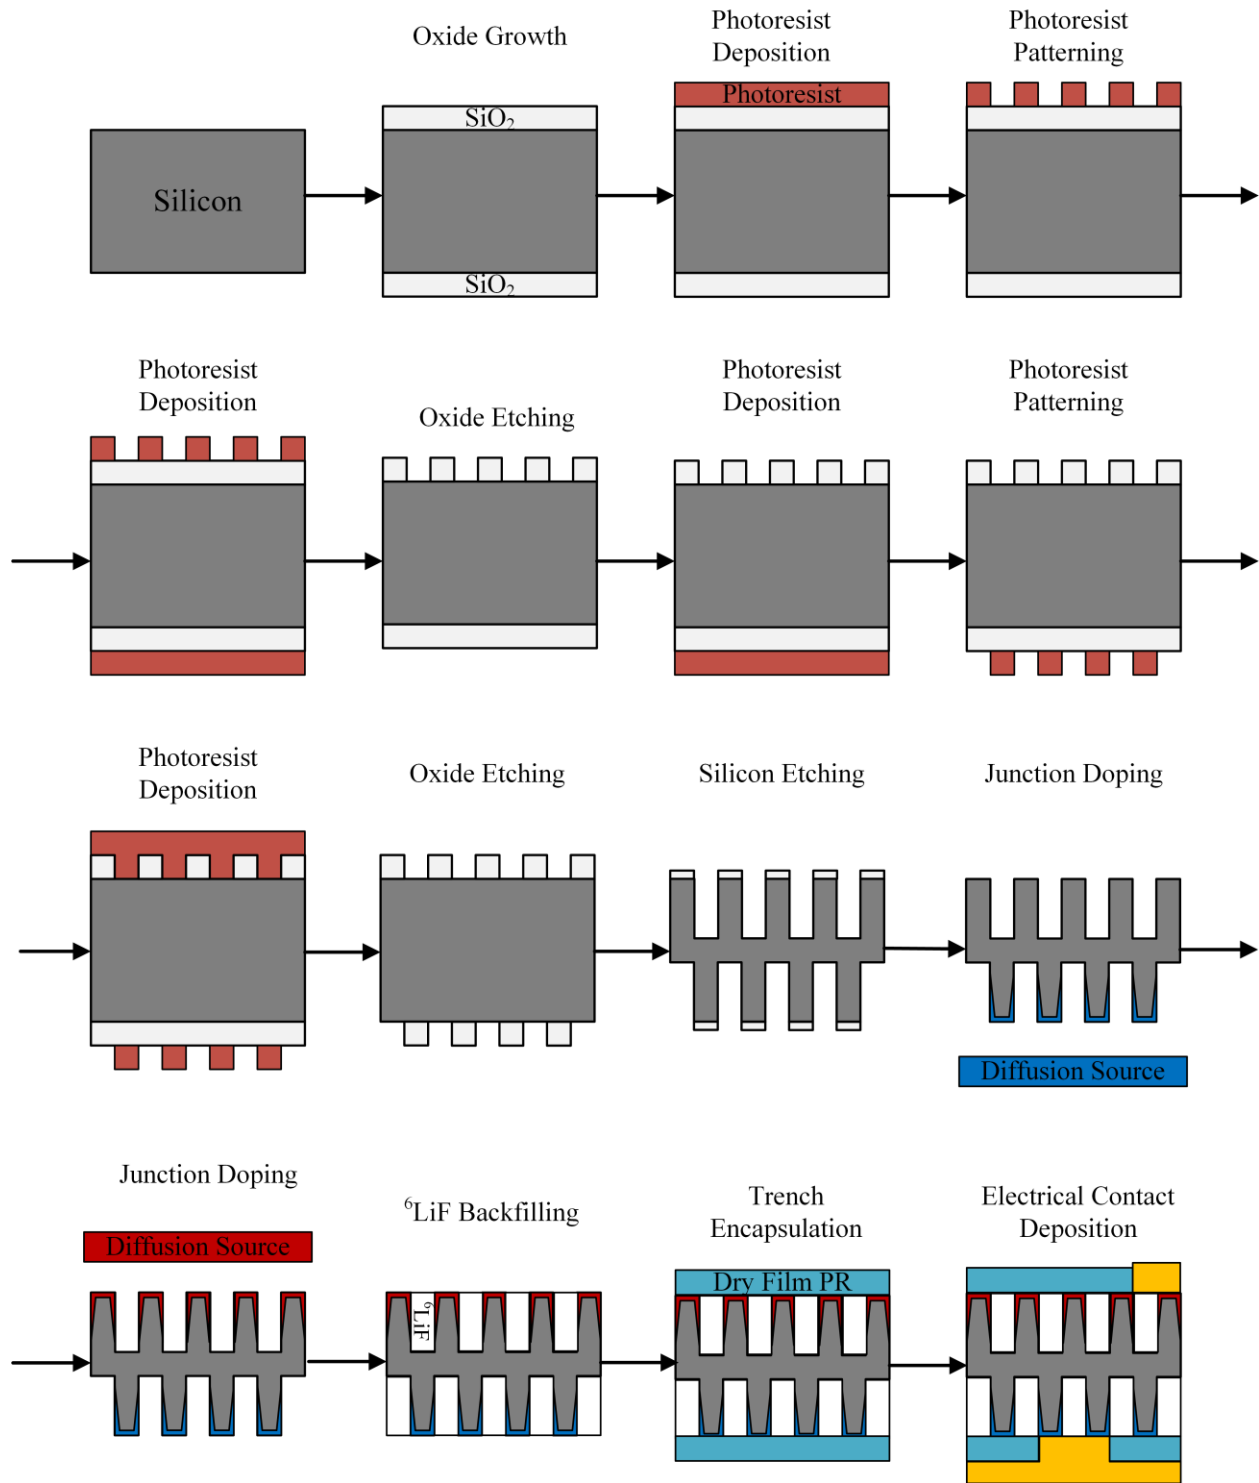 Oxide Growth
Photoresist
Deposition
Photoresist
Patterning
Silicon
SiO₂
SiO₂
Photoresist
Photoresist
Deposition
Oxide Etching
Photoresist
Deposition
Photoresist
Patterning
Photoresist
Deposition
Oxide Etching
Silicon Etching
Junction Doping
Diffusion Source
Junction Doping
Diffusion Source
⁶LiF Backfilling
⁶LiF
Trench
Encapsulation
Dry Film PR
Electrical Contact
Deposition